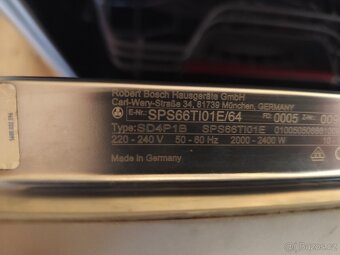 Robert Bosch Hausgeräte GmbH
Carl-Wery-Straße 34, 81739 München, GERMANY
E-Nr. SPS66TI01E/64 FD. 0005 Z-Nr.
Type: SD4P1B SPS66TI01E
220 - 240 V 50 - 60 Hz 2000 - 2400 W
Made in Germany